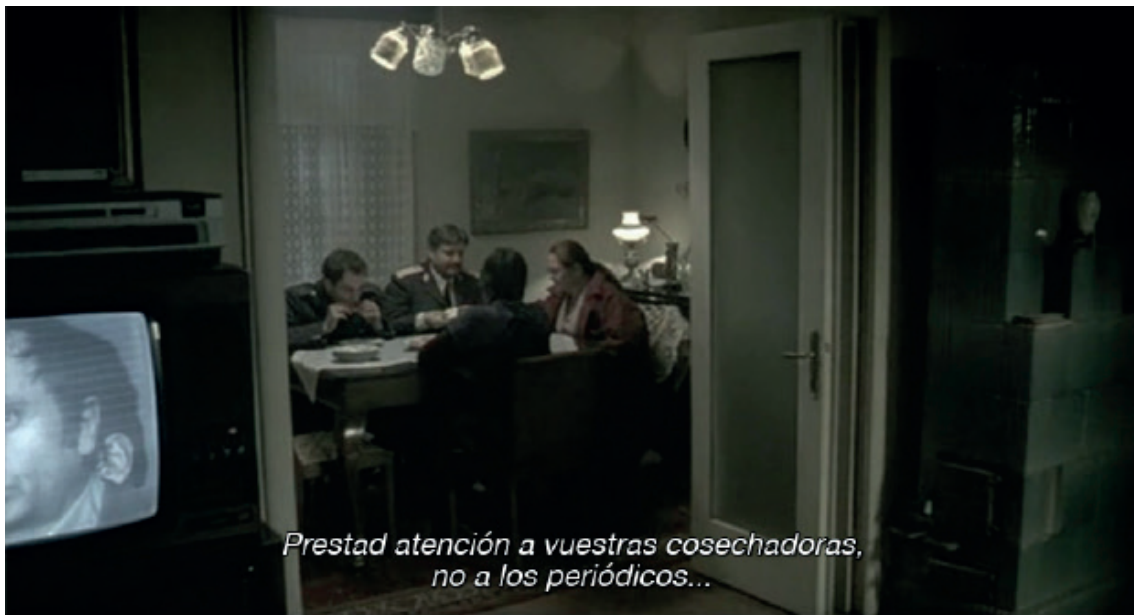 Prestad atención a vuestras cosechadoras,
no a los periódicos...